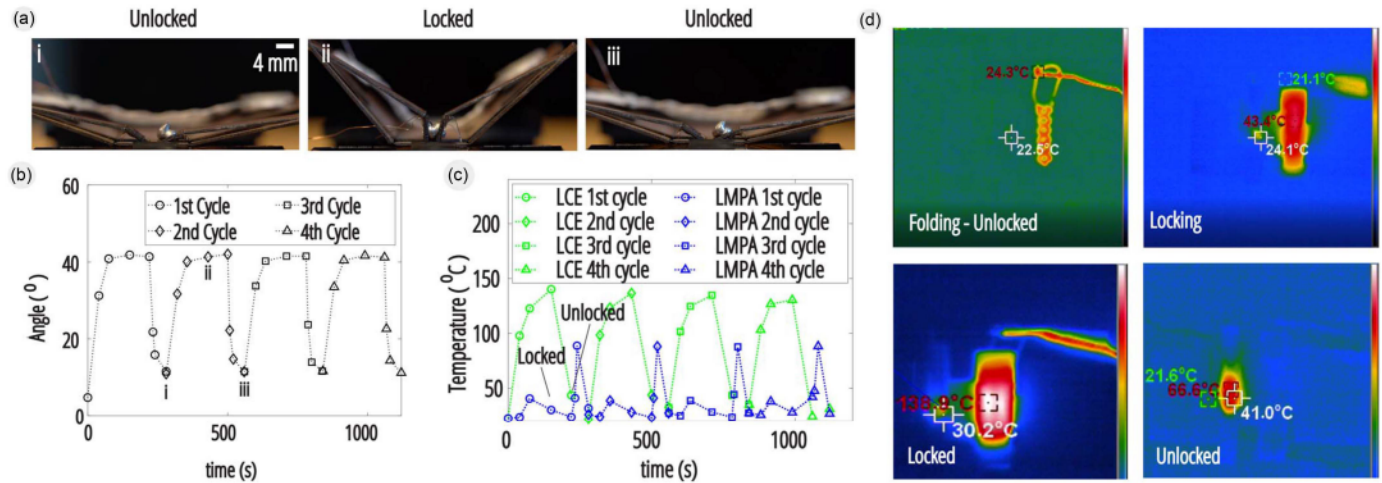 (a)
Unlocked
Locked
Unlocked
i
4 mm
ii
iii
(b)
60
40
20
0
Angle (⁰)
1st Cycle
2nd Cycle
3rd Cycle
4th Cycle
i
ii
iii
0
500
1000
time (s)
(c)
200
150
100
50
Temperature (⁰C)
LCE 1st cycle
LCE 2nd cycle
LCE 3rd cycle
LCE 4th cycle
LMPA 1st cycle
LMPA 2nd cycle
LMPA 3rd cycle
LMPA 4th cycle
Unlocked
Locked
0
500
1000
time (s)
(d)
24.3°C
22.5°C
Folding - Unlocked
21.1°C
43.4°C
24.1°C
Locking
138.9°C
30.2°C
Locked
21.6°C
66.6°C
41.0°C
Unlocked